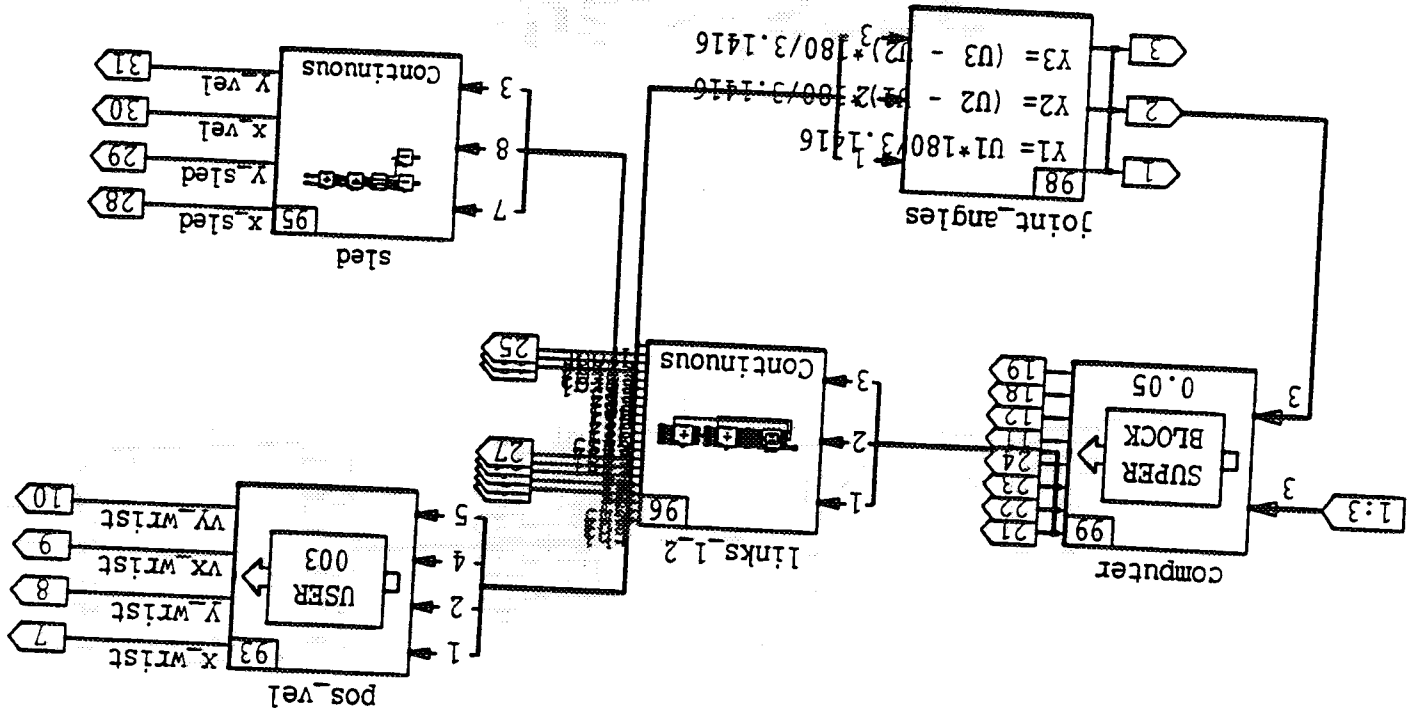 computer
1:3
3
3
99
SUPER
BLOCK
0.05
21
22
23
24
11
12
18
19
links_1_2
1
2
3
96
Continuous
27
25
pos_vel
1
2
4
5
93
USER
003
x_wrist
7
y_wrist
8
vx_wrist
9
vy_wrist
10
joint_angles
98
1
2
3
Y1= U1*180/3.1416
Y2= (U2 - U1)*180/3.1416
Y3= (U3 - U2)*180/3.1416
1
3
sled
7
8
3
95
Continuous
x_sled
28
y_sled
29
x_vel
30
y_vel
31